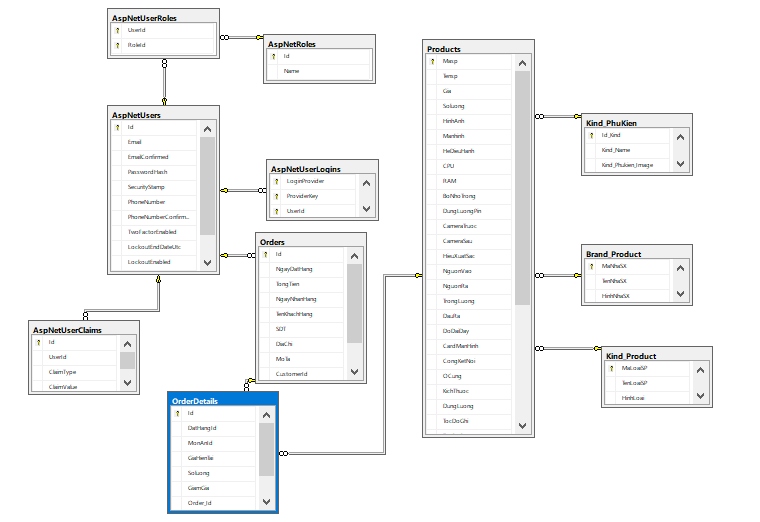 AspNetUserRoles
UserId
RoleId
AspNetRoles
Id
Name
AspNetUsers
Id
Email
EmailConfirmed
PasswordHash
SecurityStamp
PhoneNumber
PhoneNumberConfirm...
TwoFactorEnabled
LockoutEndDateUtc
LockoutEnabled
AspNetUserLogins
LoginProvider
ProviderKey
UserId
Orders
Id
NgayDatHang
TongTien
NgayNhanHang
TenKhachHang
SDT
DiaChi
MoTa
CustomerId
AspNetUserClaims
Id
UserId
ClaimType
ClaimValue
OrderDetails
Id
DatHangId
MonAnId
GiaHienTai
Soluong
GiamGia
Order_Id
Products
Masp
Tensp
Gia
Soluong
HinhAnh
Manhinh
HeDieuHanh
CPU
RAM
BoNhoTrong
DungLuongPin
CameraTruoc
CameraSau
HieuXuatSac
NguonVao
NguonRa
TrongLuong
DauRa
DoDaiDay
CardManHinh
CongKetNoi
OCung
KichThuoc
DungLuong
TocDoGhi
Kind_PhuKien
Id_Kind
Kind_Name
Kind_Phukien_Image
Brand_Product
MaNhaSX
TenNhaSX
HinhNhaSX
Kind_Product
MaLoaiSP
TenLoaiSP
HinhLoai